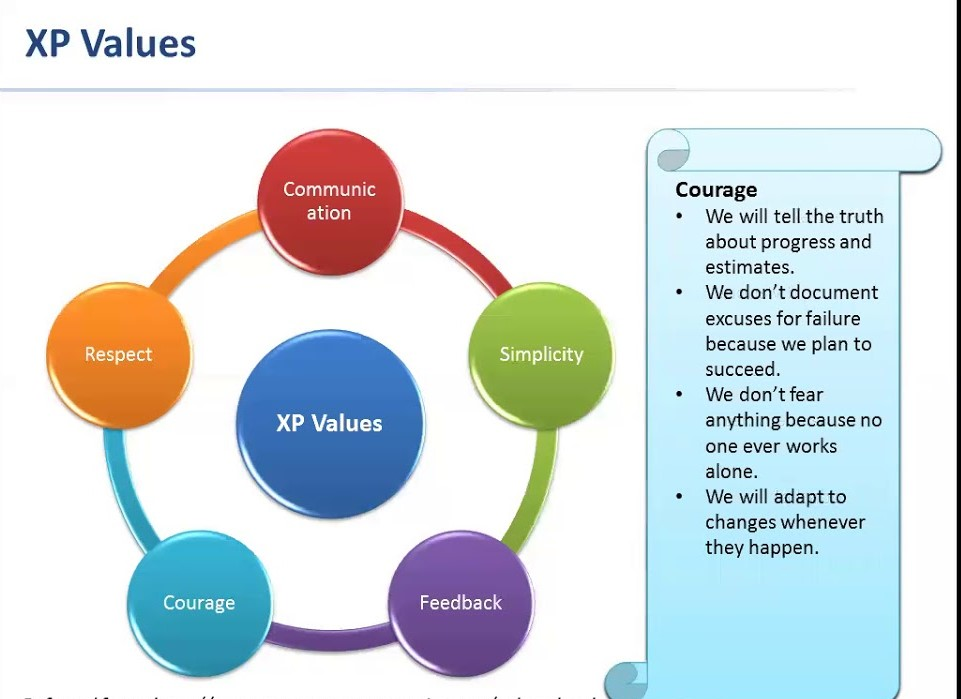 XP Values
Communic
ation
Respect
Simplicity
XP Values
Courage
Feedback
Courage
• We will tell the truth
about progress and
estimates.
• We don't document
excuses for failure
because we plan to
succeed.
• We don't fear
anything because no
one ever works
alone.
• We will adapt to
changes whenever
they happen.